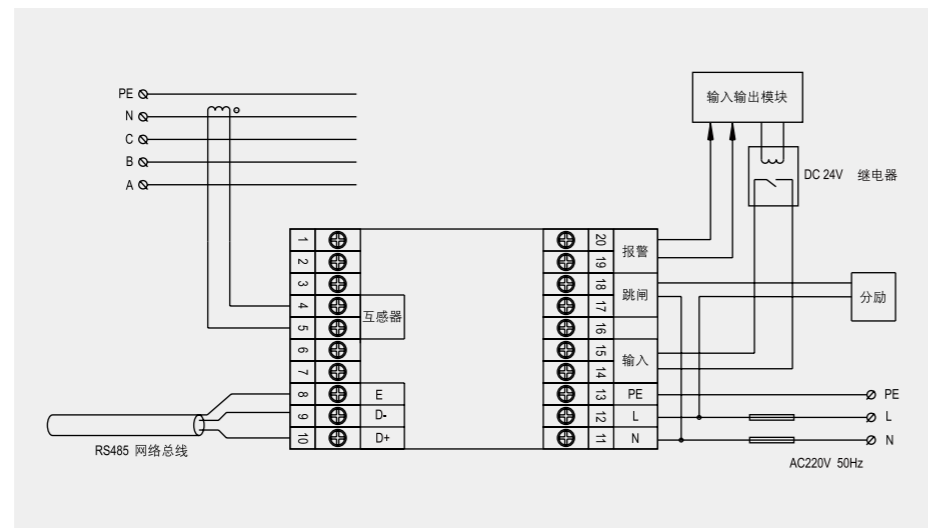 PE
N
C
B
A
输入输出模块
DC 24V 继电器
1
2
3
4
5
6
7
8
9
10
互感器
E
D-
D+
20
19
18
17
16
15
14
13
12
11
报警
跳闸
输入
PE
L
N
分励
PE
L
N
AC220V 50Hz
RS485 网络总线